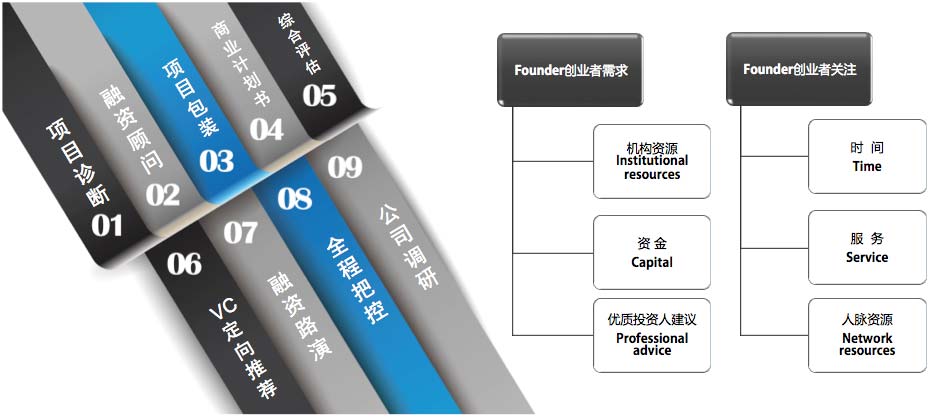 项目诊断
01
融资顾问
02
项目包装
03
商业计划书
04
综合评估
05
06
VC
定向推荐
07
融资路演
08
全程把控
09
公司调研
Founder创业者需求
机构资源
Institutional
resources
资 金
Capital
优质投资人建议
Professional
advice
Founder创业者关注
时 间
Time
服 务
Service
人脉资源
Network
resources